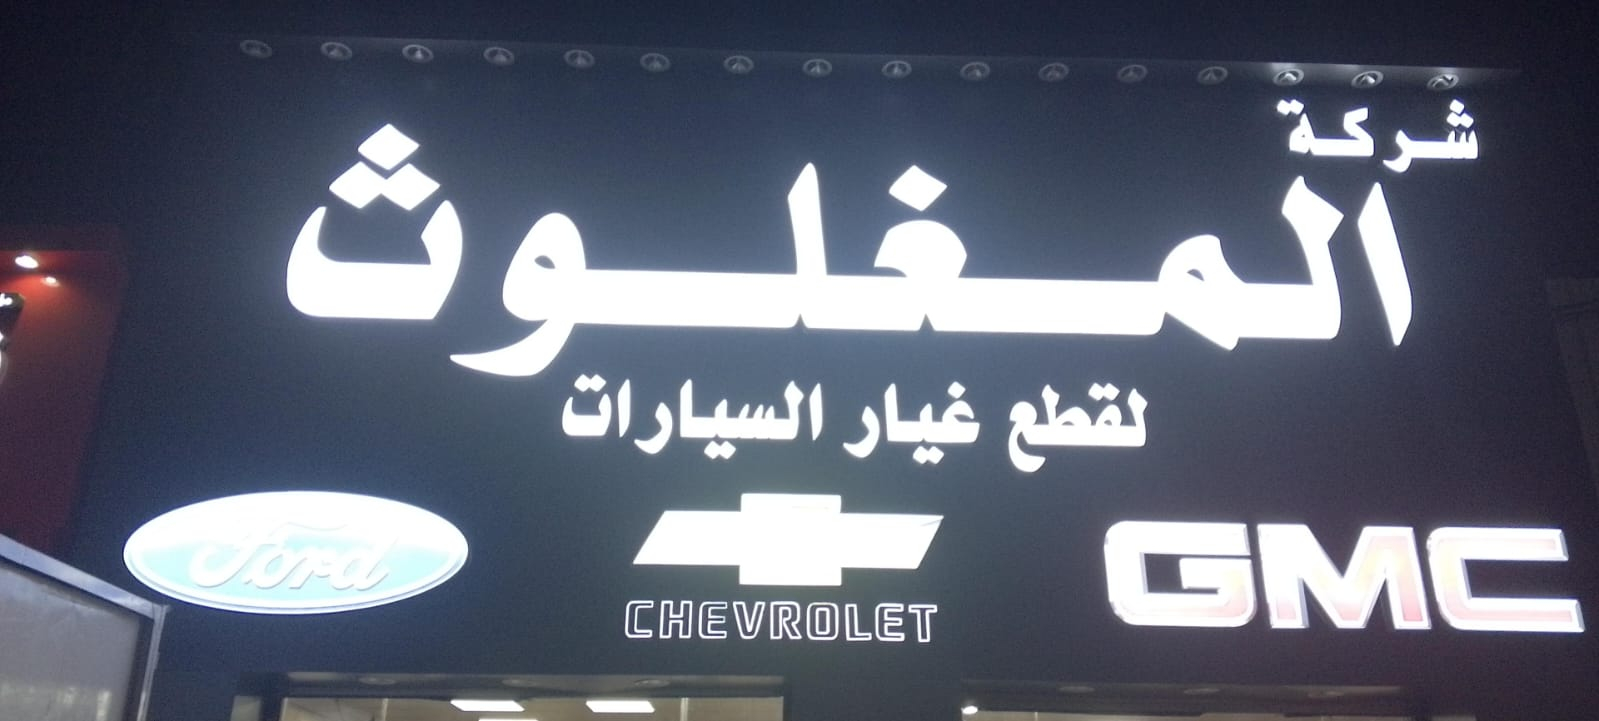 شركة
المغلوث
لقطع غيار السيارات
Ford
CHEVROLET
GMC